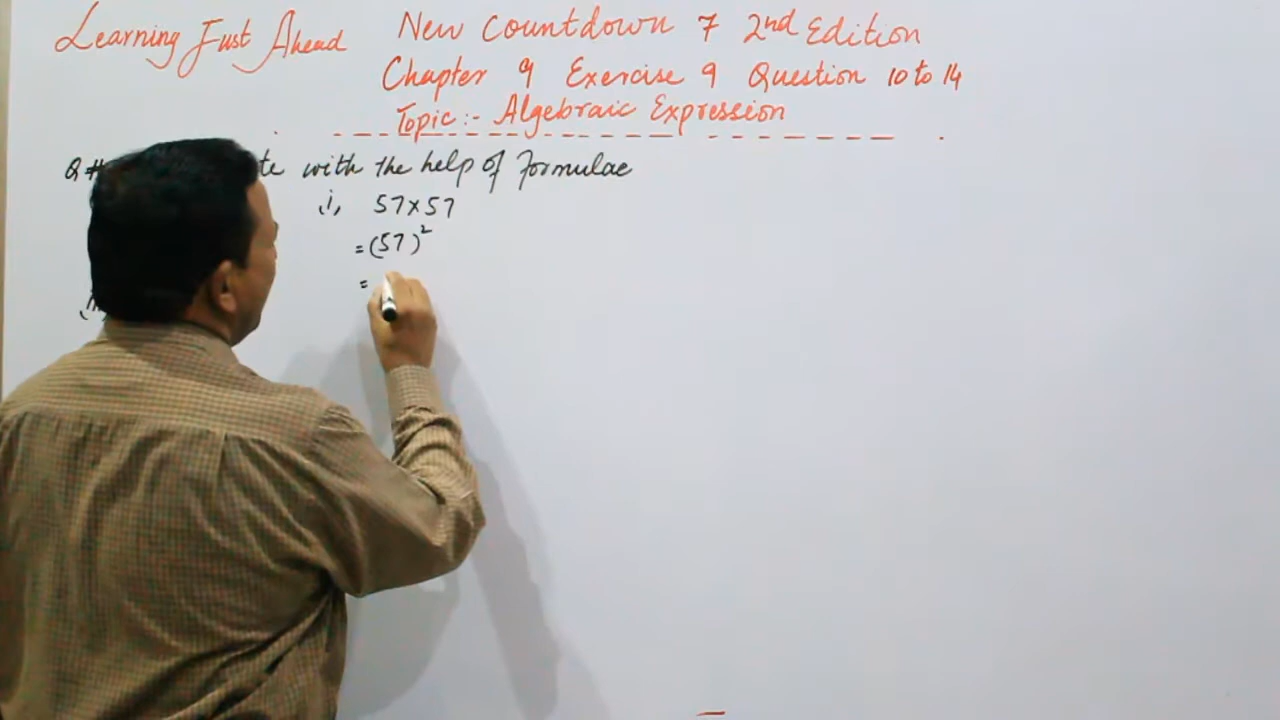 Learning Just Ahead
New Countdown 7 2nd Edition
Chapter 9 Exercise 9 Question 10 to 14
Topic:- Algebraic Expression
Q# with the help of Formulae
(i) 57×57
=(57)²
=